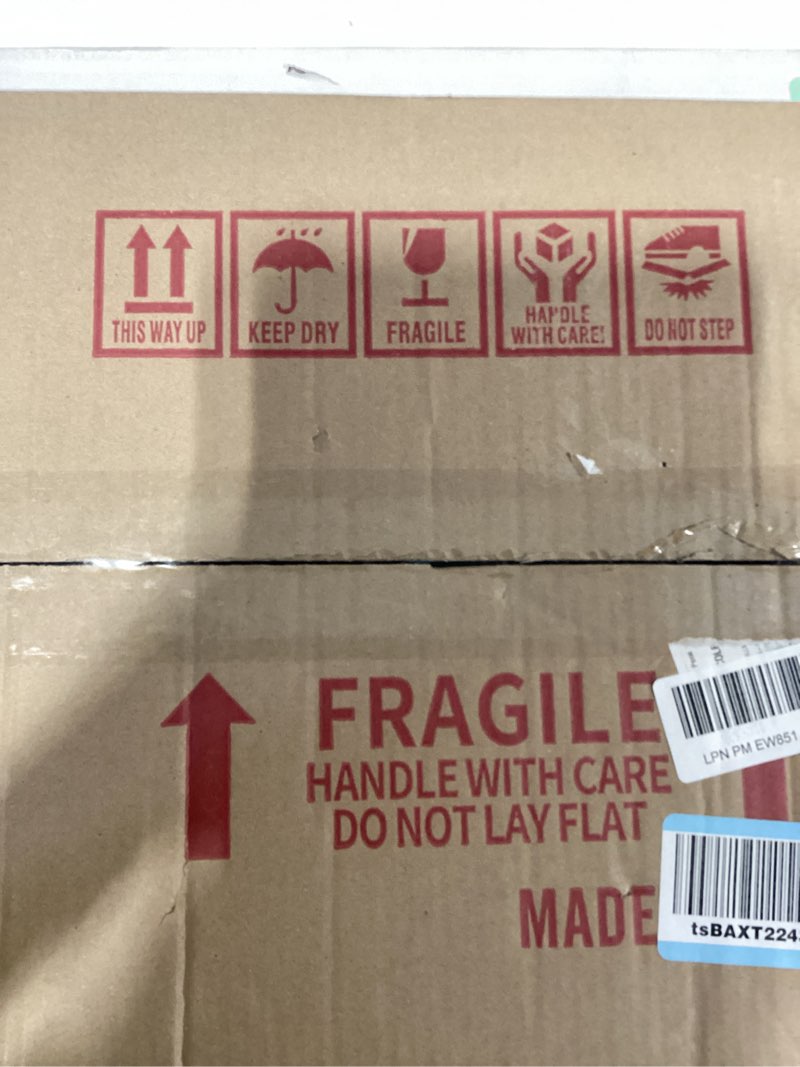 THIS WAY UP
KEEP DRY
FRAGILE
HANDLE
WITH CARE!
DO NOT STEP
FRAGILE
HANDLE WITH CARE
DO NOT LAY FLAT
MADE
LPN PM EW851
tsBAXT224